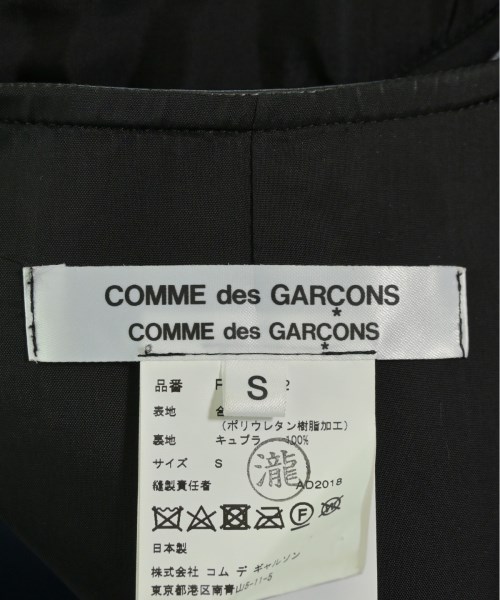 COMME des GARÇONS
COMME des GARÇONS
S
品番
表地
（ポリウレタン樹脂加工）
裏地 キュプラ 100%
サイズ S
瀧
縫製責任者 AD2018
日本製
株式会社 コム デ ギャルソン
東京都港区南青山5-11-5